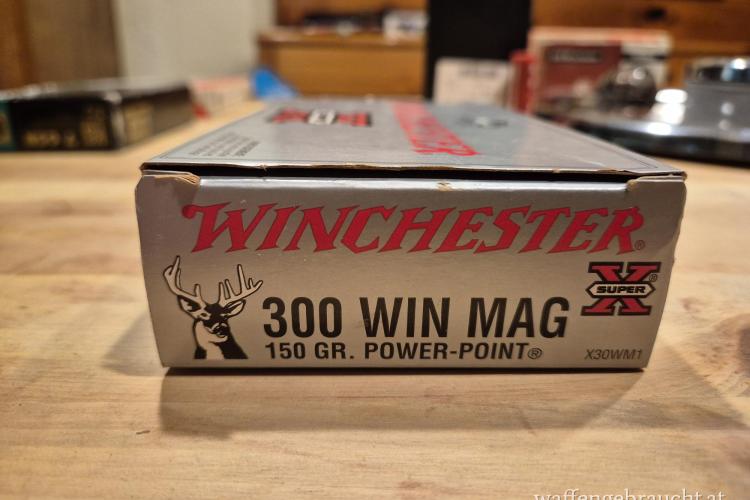 WINCHESTER®
SUPER X®
300 WIN MAG
150 GR. POWER-POINT®
X30WM1
waffengebraucht.at